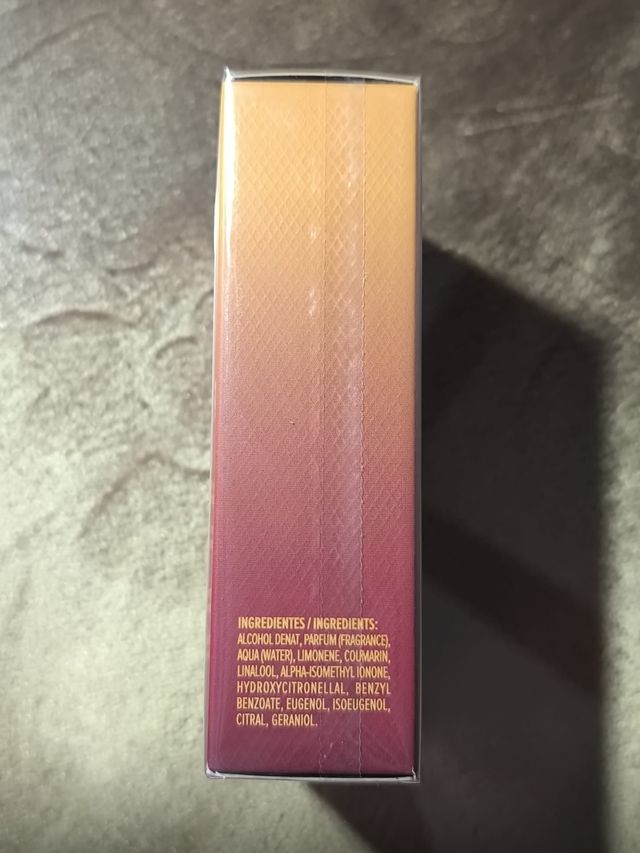 INGREDIENTES / INGREDIENTS:
ALCOHOL DENAT, PARFUM (FRAGRANCE),
AQUA (WATER), LIMONENE, COUMARIN,
LINALOOL, ALPHA-ISOMETHYL IONONE,
HYDROXYCITRONELLAL, BENZYL
BENZOATE, EUGENOL, ISOEUGENOL,
CITRAL, GERANIOL.